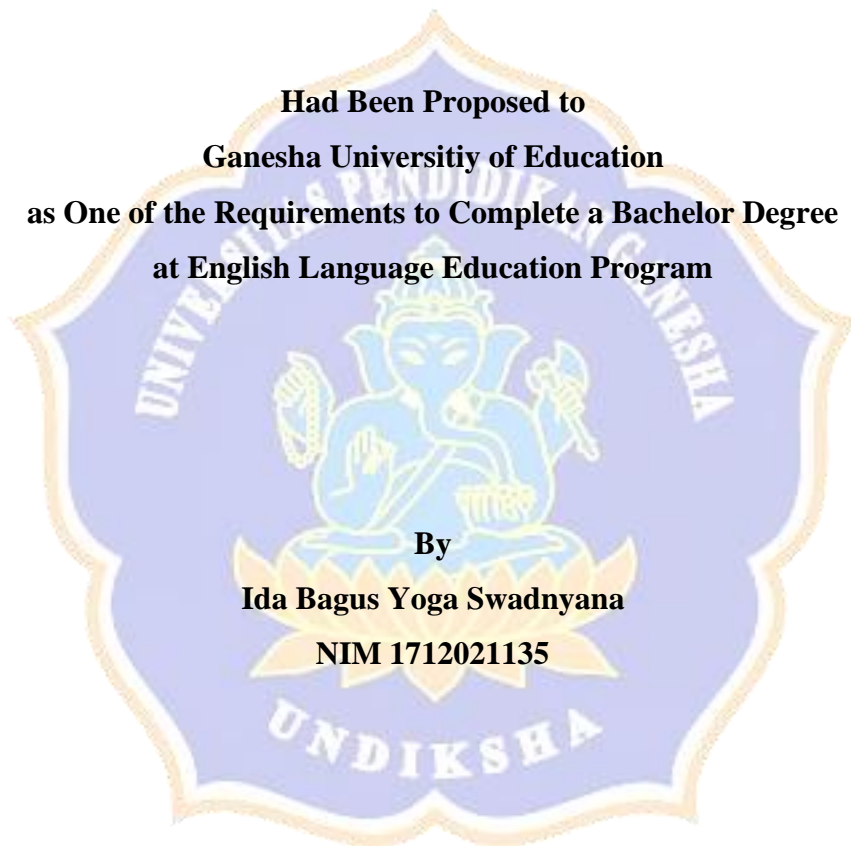 Had Been Proposed to
Ganesha Universitiy of Education
as One of the Requirements to Complete a Bachelor Degree
at English Language Education Program
UNIVERSITAS PENDIDIKAN GANESHA
By
Ida Bagus Yoga Swadnyana
NIM 1712021135
UNDIKSHA